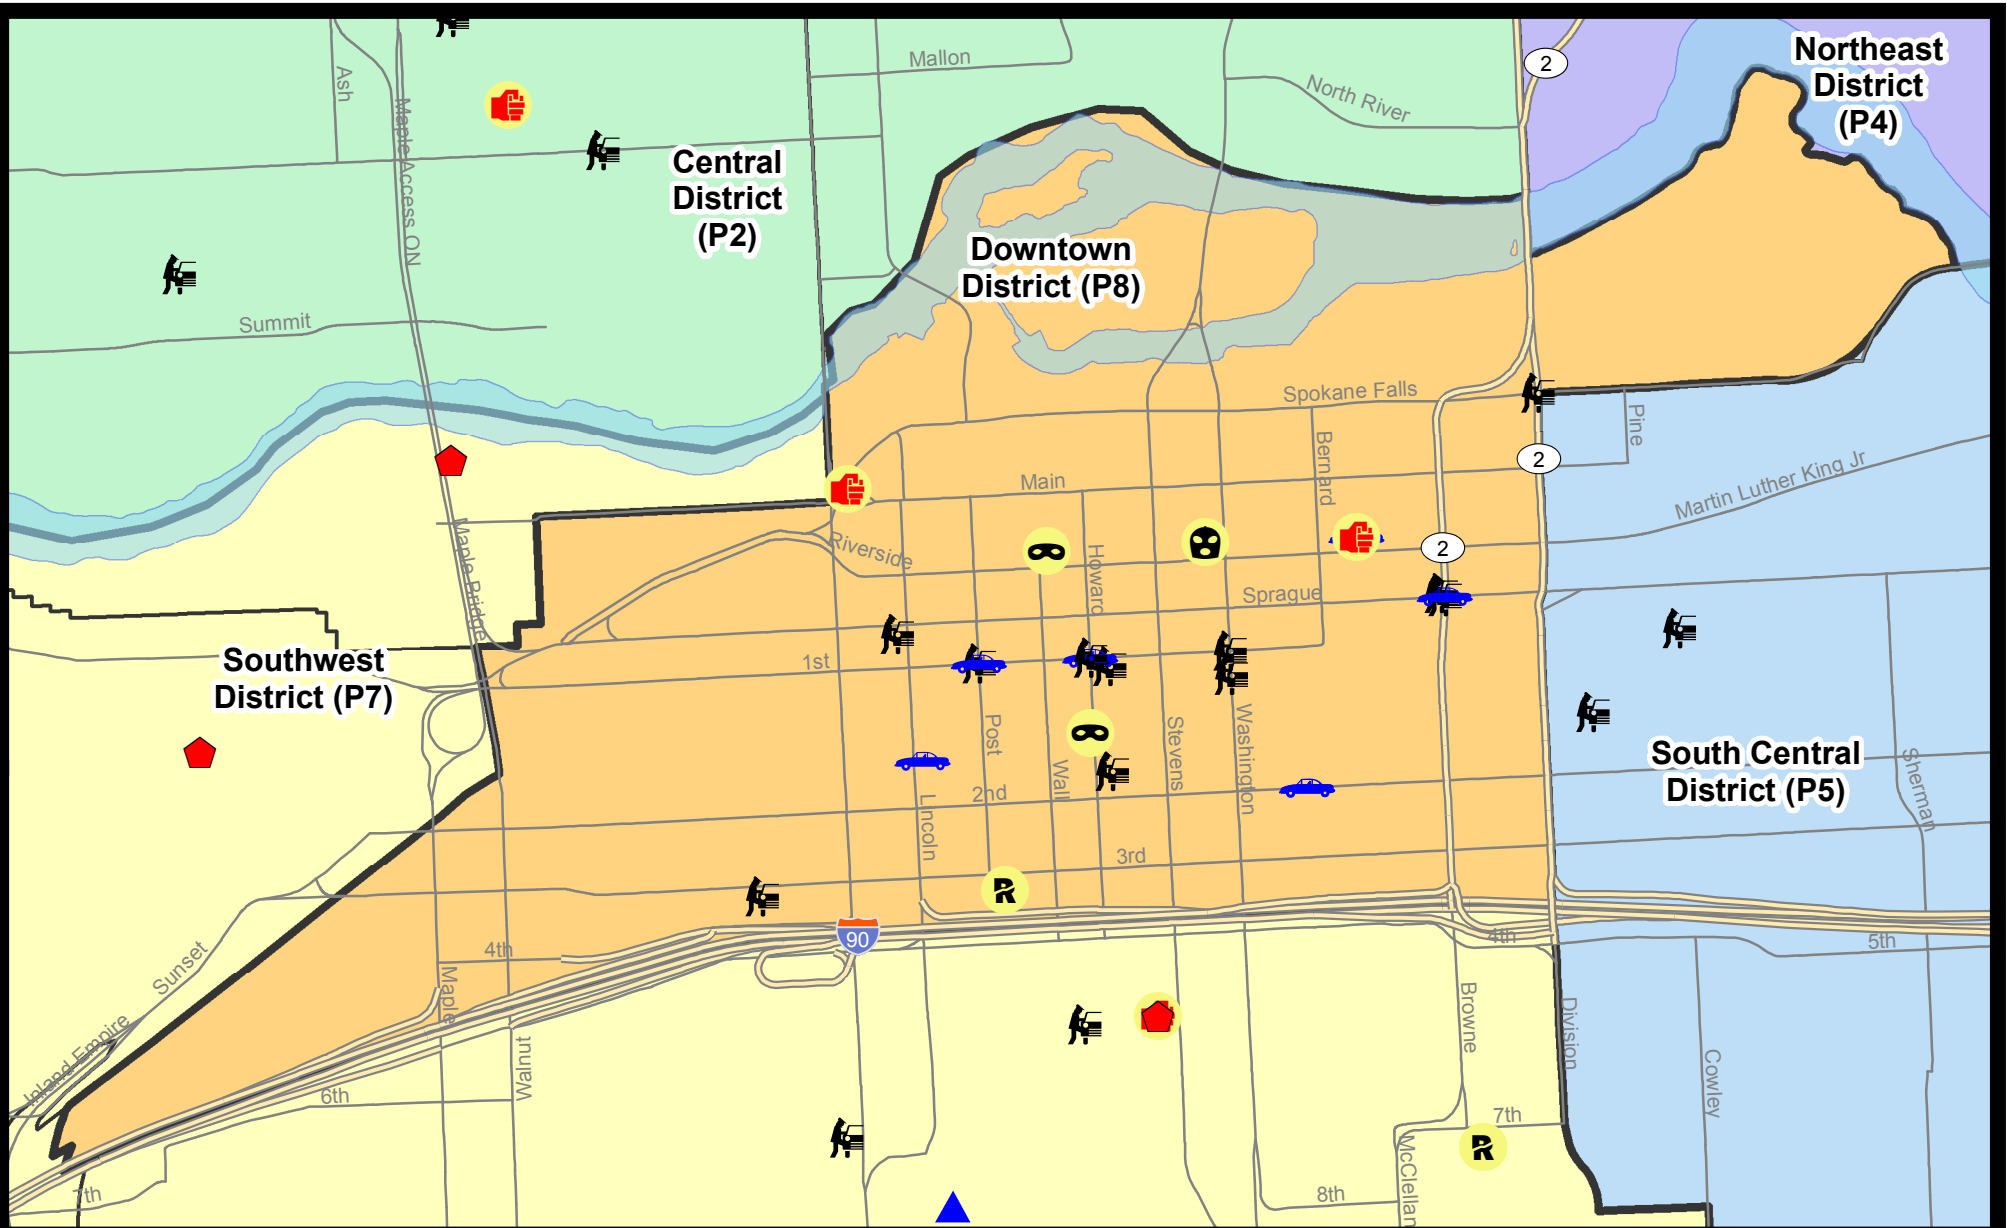 Northeast
District
(P4)
2
Mallon
Ash
North River
Maple Access ON
Central
District
(P2)
Downtown
District (P8)
Summit
Spokane Falls
Pine
Bernard
2
Main
Martin Luther King Jr
Maple Bridge
Riverside
Howard
2
Sprague
1st
Southwest
District (P7)
Post
Wall
Stevens
Washington
South Central
District (P5)
Sherman
2nd
Lincoln
3rd
R
90
4th
4th
5th
Sunset
Maple
Browne
Division
Inland Empire
Walnut
Cowley
6th
7th
R
McClellan
7th
8th